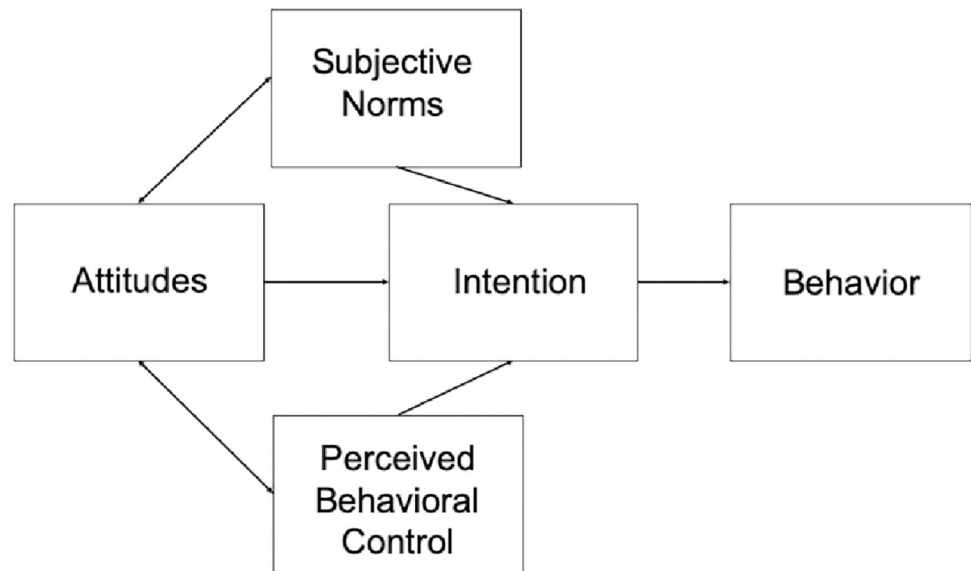 Subjective
Norms
Attitudes
Intention
Behavior
Perceived
Behavioral
Control